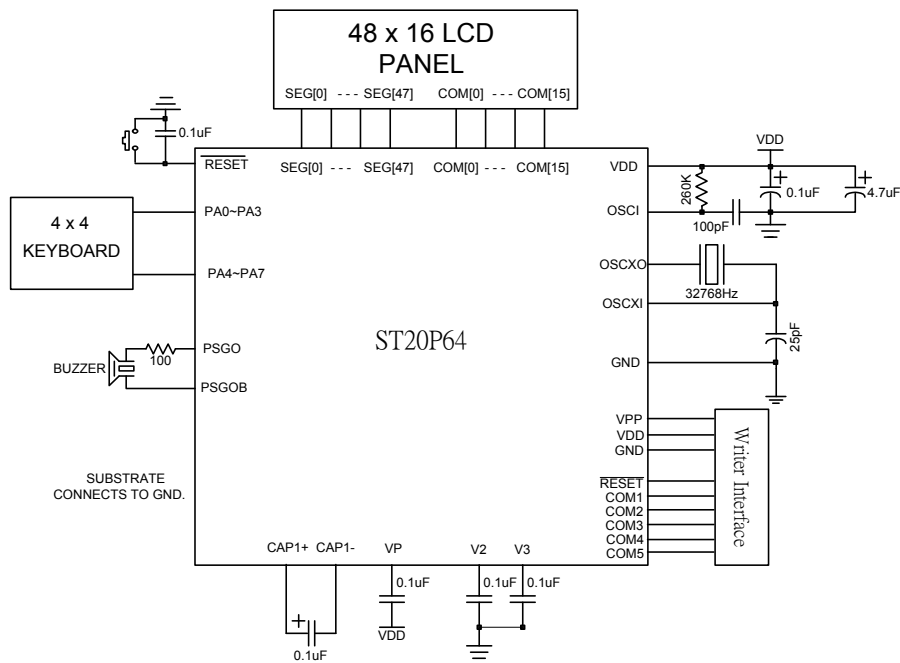 48 x 16 LCD
PANEL
SEG[0] --- SEG[47] COM[0] --- COM[15]
0.1uF
RESET
SEG[0] --- SEG[47] COM[0] --- COM[15]
VDD
VDD
260K
0.1uF
4.7uF
OSCI
100pF
4 x 4
KEYBOARD
PA0~PA3
PA4~PA7
OSCXO
32768Hz
OSCXI
25pF
GND
ST20P64
BUZZER
100
PSGO
PSGOB
VPP
VDD
GND
RESET
COM1
COM2
COM3
COM4
COM5
Writer Interface
SUBSTRATE
CONNECTS TO GND.
CAP1+ CAP1- VP V2 V3
0.1uF
0.1uF
0.1uF
VDD
0.1uF